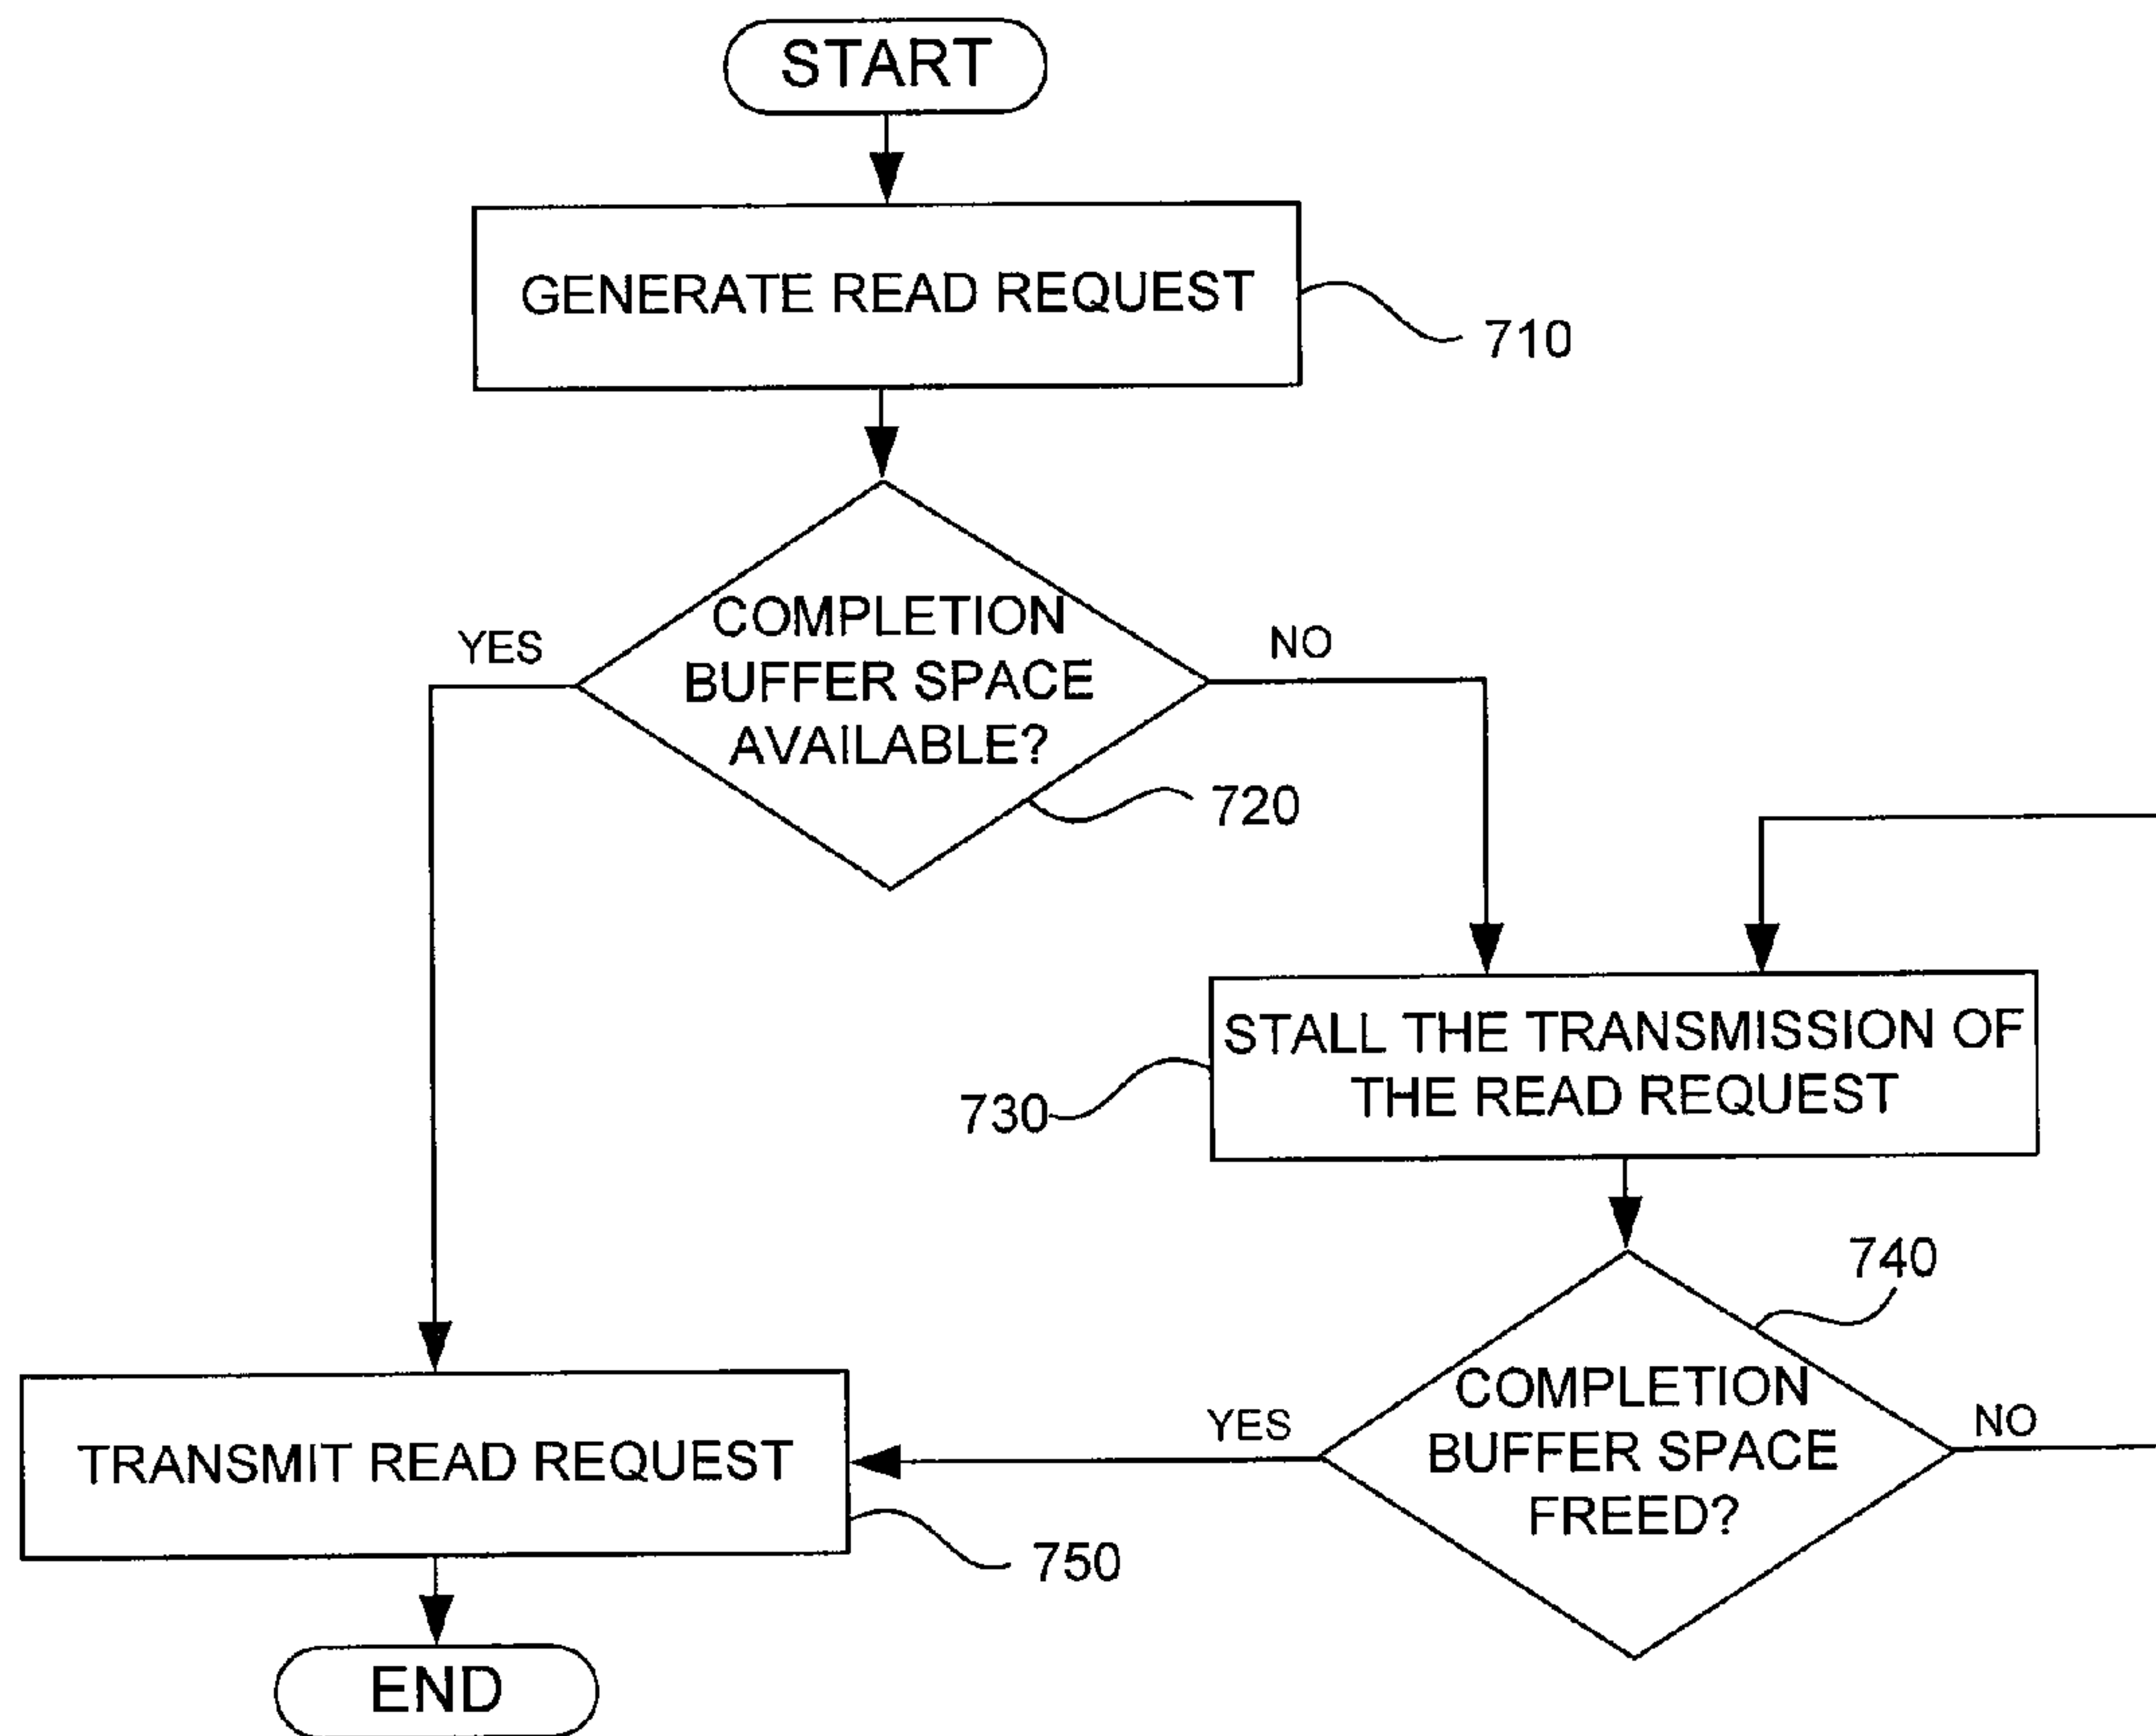 START
GENERATE READ REQUEST
710
COMPLETION
BUFFER SPACE
AVAILABLE?
YES
NO
720
STALL THE TRANSMISSION OF
THE READ REQUEST
730
740
COMPLETION
BUFFER SPACE
FREED?
YES
NO
TRANSMIT READ REQUEST
750
END